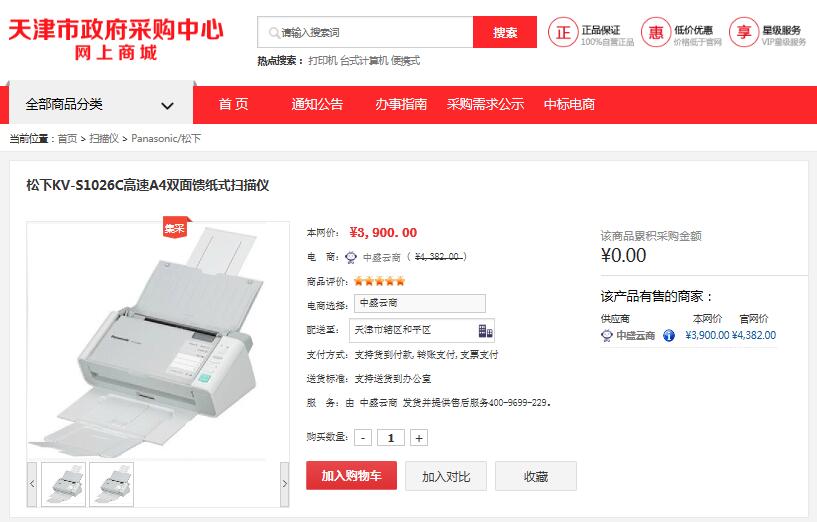 天津市政府采购中心
网上商城
请输入搜索词
搜索
热点搜索： 打印机 台式计算机 便携式
正 正品保证
100%自营正品
惠 低价优惠
价格低于官网
享 星级服务
VIP星级服务
全部商品分类 首 页 通知公告 办事指南 采购需求公示 中标电商
当前位置：首页 > 扫描仪 > Panasonic/松下
松下KV-S1026C高速A4双面馈纸式扫描仪
集采
Panasonic
本网价： ¥3,900.00
电 商： 中盛云商（ ¥4,382.00 ）
商品评价：
电商选择： 中盛云商
配送至： 天津市辖区和平区
支付方式： 支持货到付款,转账支付,支票支付
送货标准： 支持送货到办公室
服 务： 由 中盛云商 发货并提供售后服务400-9699-229。
购买数量： - 1 +
加入购物车 加入对比 收藏
该商品累积采购金额
¥0.00
该产品有售的商家：
供应商 本网价 官网价
中盛云商 ¥3,900.00 ¥4,382.00